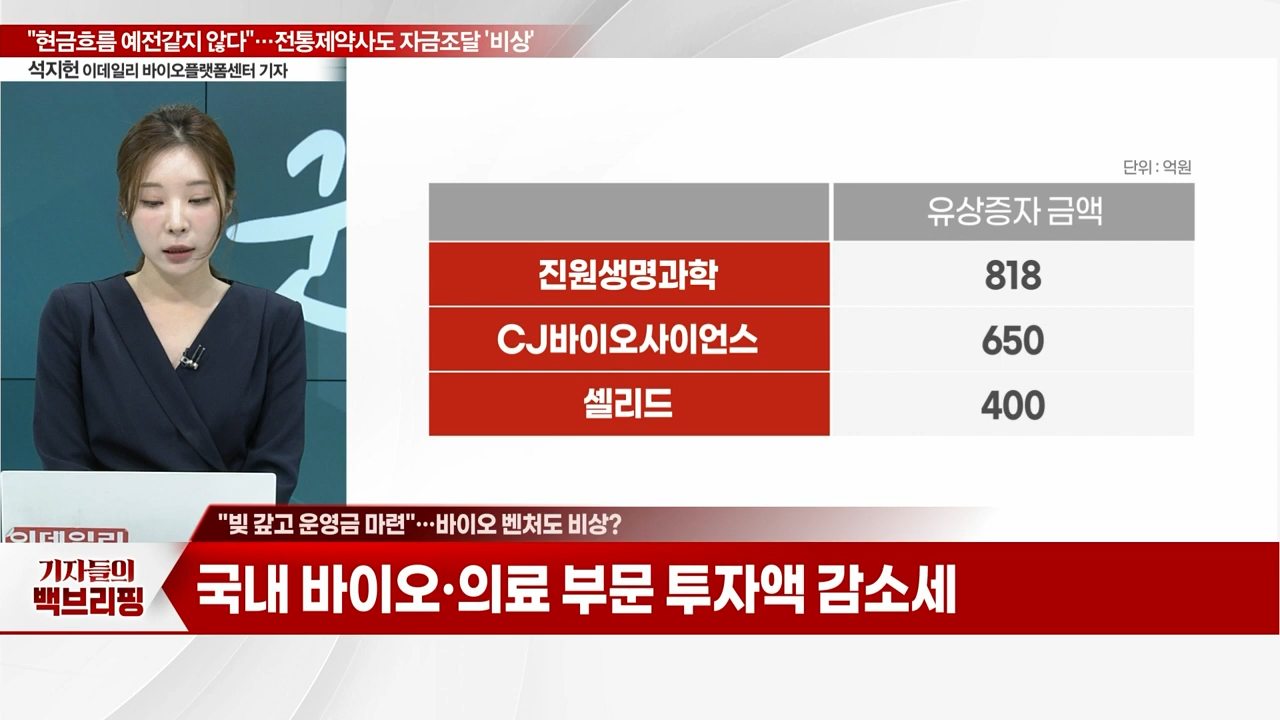 "현금흐름 예전같지 않다"…전통제약사도 자금조달 '비상'
석지헌 이데일리 바이오플랫폼센터 기자
단위 : 억원
유상증자 금액
진원생명과학 818
CJ바이오사이언스 650
셀리드 400
이데일리
"빚 갚고 운영금 마련"…바이오 벤처도 비상?
기자들의
백브리핑
국내 바이오·의료 부문 투자액 감소세